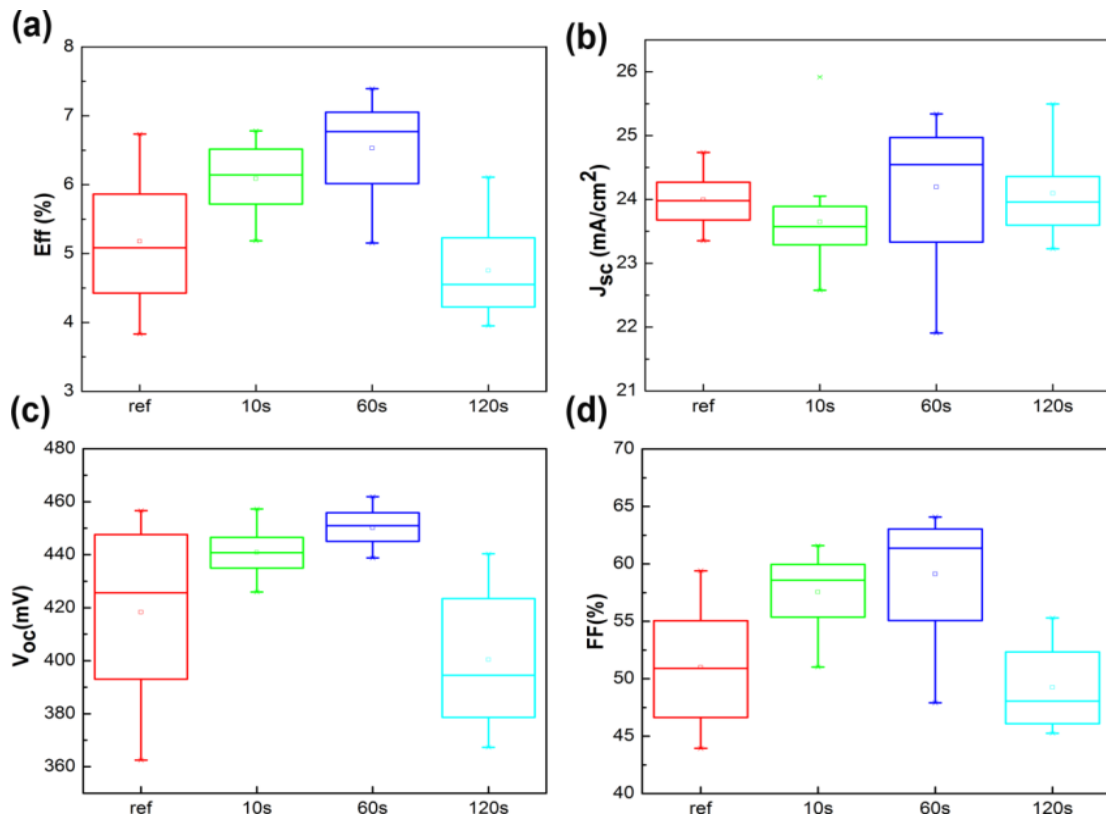 (a)
8
7
6
5
4
3
Eff (%)
ref 10s 60s 120s
(b)
26
25
24
23
22
21
Jsc (mA/cm2)
ref 10s 60s 120s
(c)
480
460
440
420
400
380
360
Voc(mV)
ref 10s 60s 120s
(d)
70
65
60
55
50
45
40
FF(%)
ref 10s 60s 120s